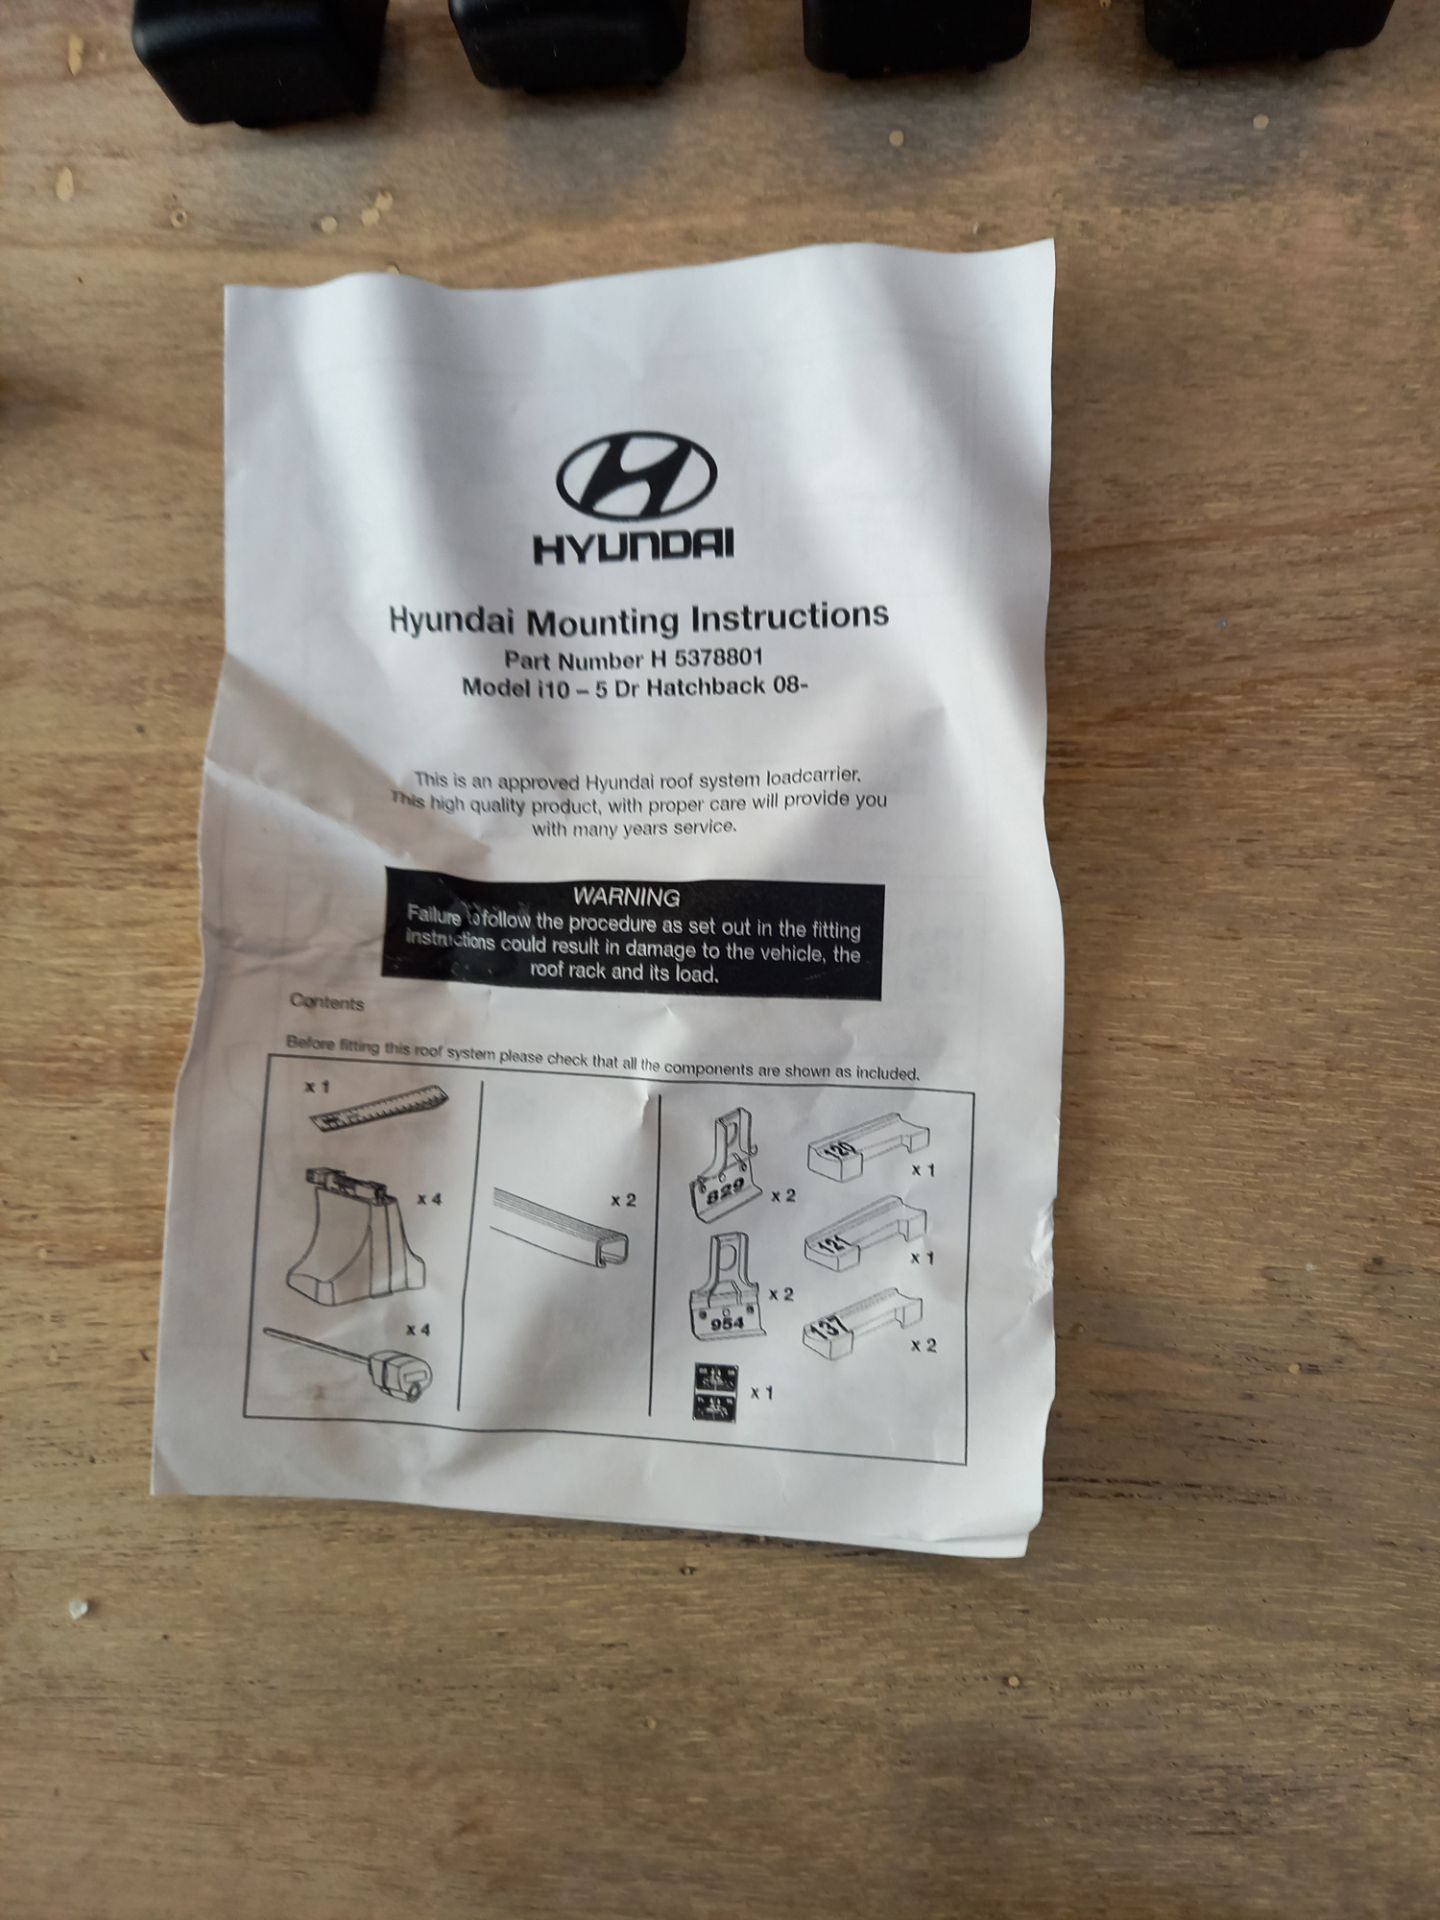 HYUNDAI
Hyundai Mounting Instructions
Part Number H 5378801
Model i10 – 5 Dr Hatchback 08-
This is an approved Hyundai roof system loadcarrier.
This high quality product, with proper care will provide you
with many years service.
WARNING
Failure to follow the procedure as set out in the fitting
instructions could result in damage to the vehicle, the
roof rack and its load.
Contents
Before fitting this roof system please check that all the components are shown as included.
x 1
x 4
x 4
x 2
829
x 2
954
x 2
x 1
120
x 1
121
x 1
137
x 2